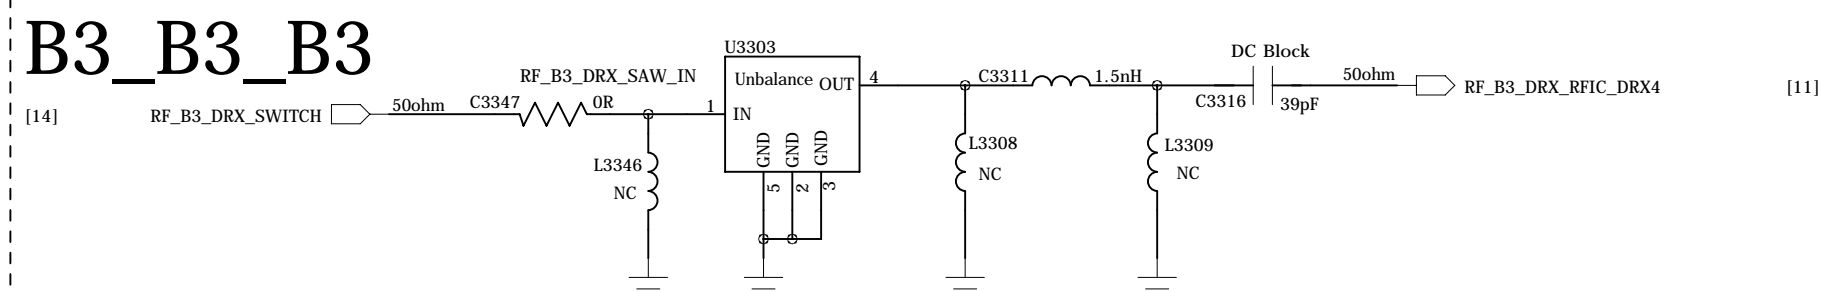 B3_B3_B3
U3303
DC Block
RF_B3_DRX_SAW_IN
Unbalance OUT 4
C3311 1.5nH
50ohm
RF_B3_DRX_RFIC_DRX4 [11]
[14] RF_B3_DRX_SWITCH 50ohm C3347 0R 1 IN
C3316 39pF
GND GND GND
L3346
NC
L3308
NC
L3309
NC
5 2 3